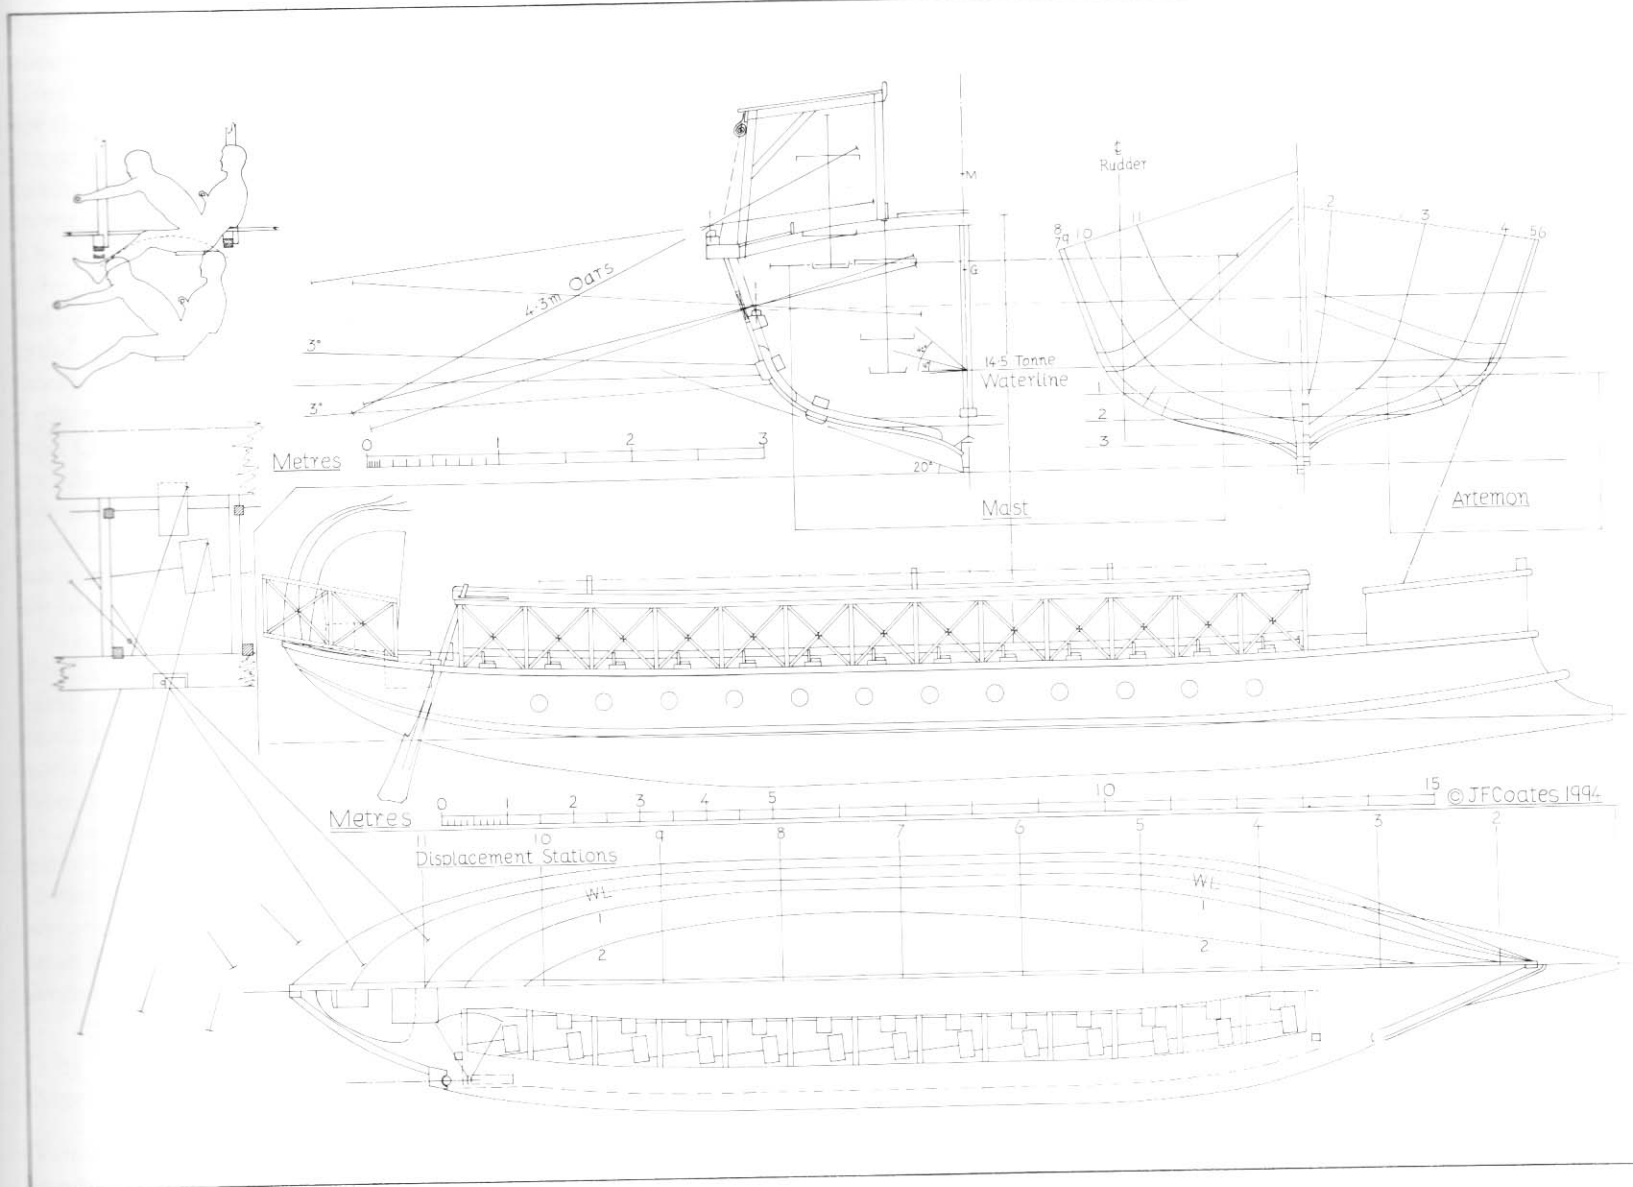 ℄
Rudder
M
G
4·3m Oars
3°
3°
14·5 Tonne
Waterline
20°
8
7 9 10
11
2
3
4
5 6
1
2
3
Metres
0 1 2 3
Mast
Artemon
Metres
0 1 2 3 4 5 10 15
©JFCoates 1994
11 10 9 8 7 6 5 4 3 2
Displacement Stations
WL
1
2
WL
1
2